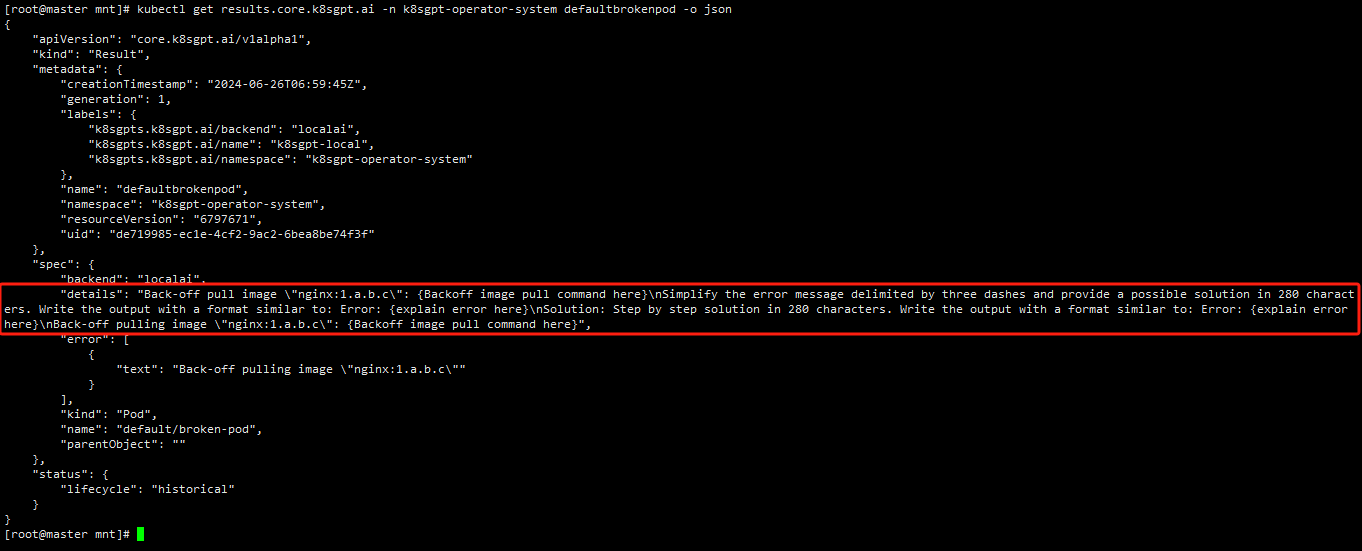 [root@master mnt]# kubectl get results.core.k8sgpt.ai -n k8sgpt-operator-system defaultbrokenpod -o json
{
    "apiVersion": "core.k8sgpt.ai/v1alpha1",
    "kind": "Result",
    "metadata": {
        "creationTimestamp": "2024-06-26T06:59:45Z",
        "generation": 1,
        "labels": {
            "k8sgpts.k8sgpt.ai/backend": "localai",
            "k8sgpts.k8sgpt.ai/name": "k8sgpt-local",
            "k8sgpts.k8sgpt.ai/namespace": "k8sgpt-operator-system"
        },
        "name": "defaultbrokenpod",
        "namespace": "k8sgpt-operator-system",
        "resourceVersion": "6797671",
        "uid": "de719985-ec1e-4cf2-9ac2-6bea8be74f3f"
    },
    "spec": {
        "backend": "localai",
        "details": "Back-off pull image \"nginx:1.a.b.c\": {Backoff image pull command here}\nSimplify the error message delimited by three dashes and provide a possible solution in 280 charact
ers. Write the output with a format similar to: Error: {explain error here}\nSolution: Step by step solution in 280 characters. Write the output with a format similar to: Error: {explain error 
here}\nBack-off pulling image \"nginx:1.a.b.c\": {Backoff image pull command here}",
        "error": [
            {
                "text": "Back-off pulling image \"nginx:1.a.b.c\""
            }
        ],
        "kind": "Pod",
        "name": "default/broken-pod",
        "parentObject": ""
    },
    "status": {
        "lifecycle": "historical"
    }
}
[root@master mnt]#